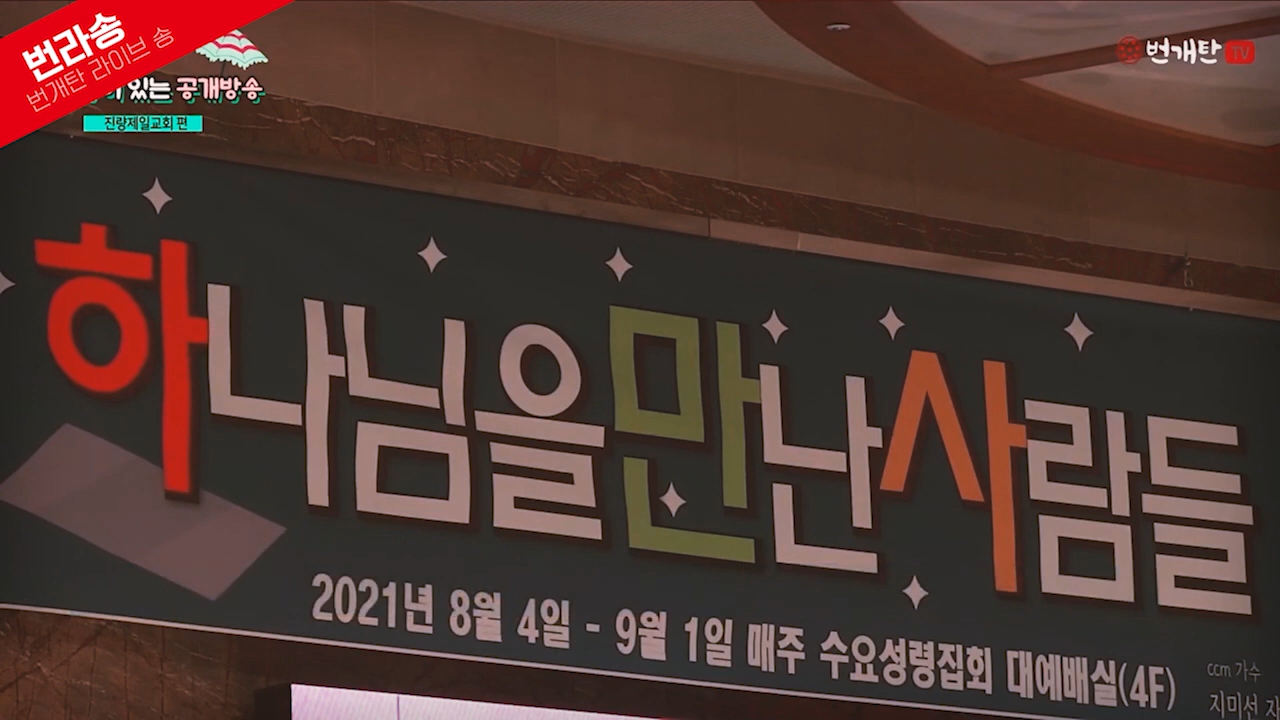 번라송
번개탄 라이브 송
있는 공개방송
진량제일교회 편
번개탄 TV
하나님을 만난 사람들
2021년 8월 4일 - 9월 1일 매주 수요성령집회 대예배실(4F)
ccm 가수
지미선